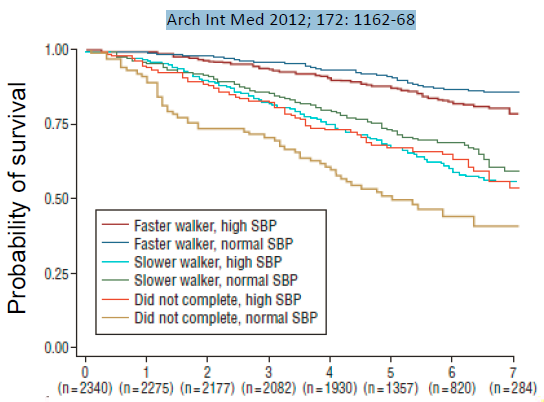 Arch Int Med 2012; 172: 1162-68
Probability of survival
1.00
0.75
0.50
0.25
0.00
Faster walker, high SBP
Faster walker, normal SBP
Slower walker, high SBP
Slower walker, normal SBP
Did not complete, high SBP
Did not complete, normal SBP
0 1 2 3 4 5 6 7
(n=2340) (n=2275) (n=2177) (n=2082) (n=1930) (n=1357) (n=820) (n=284)